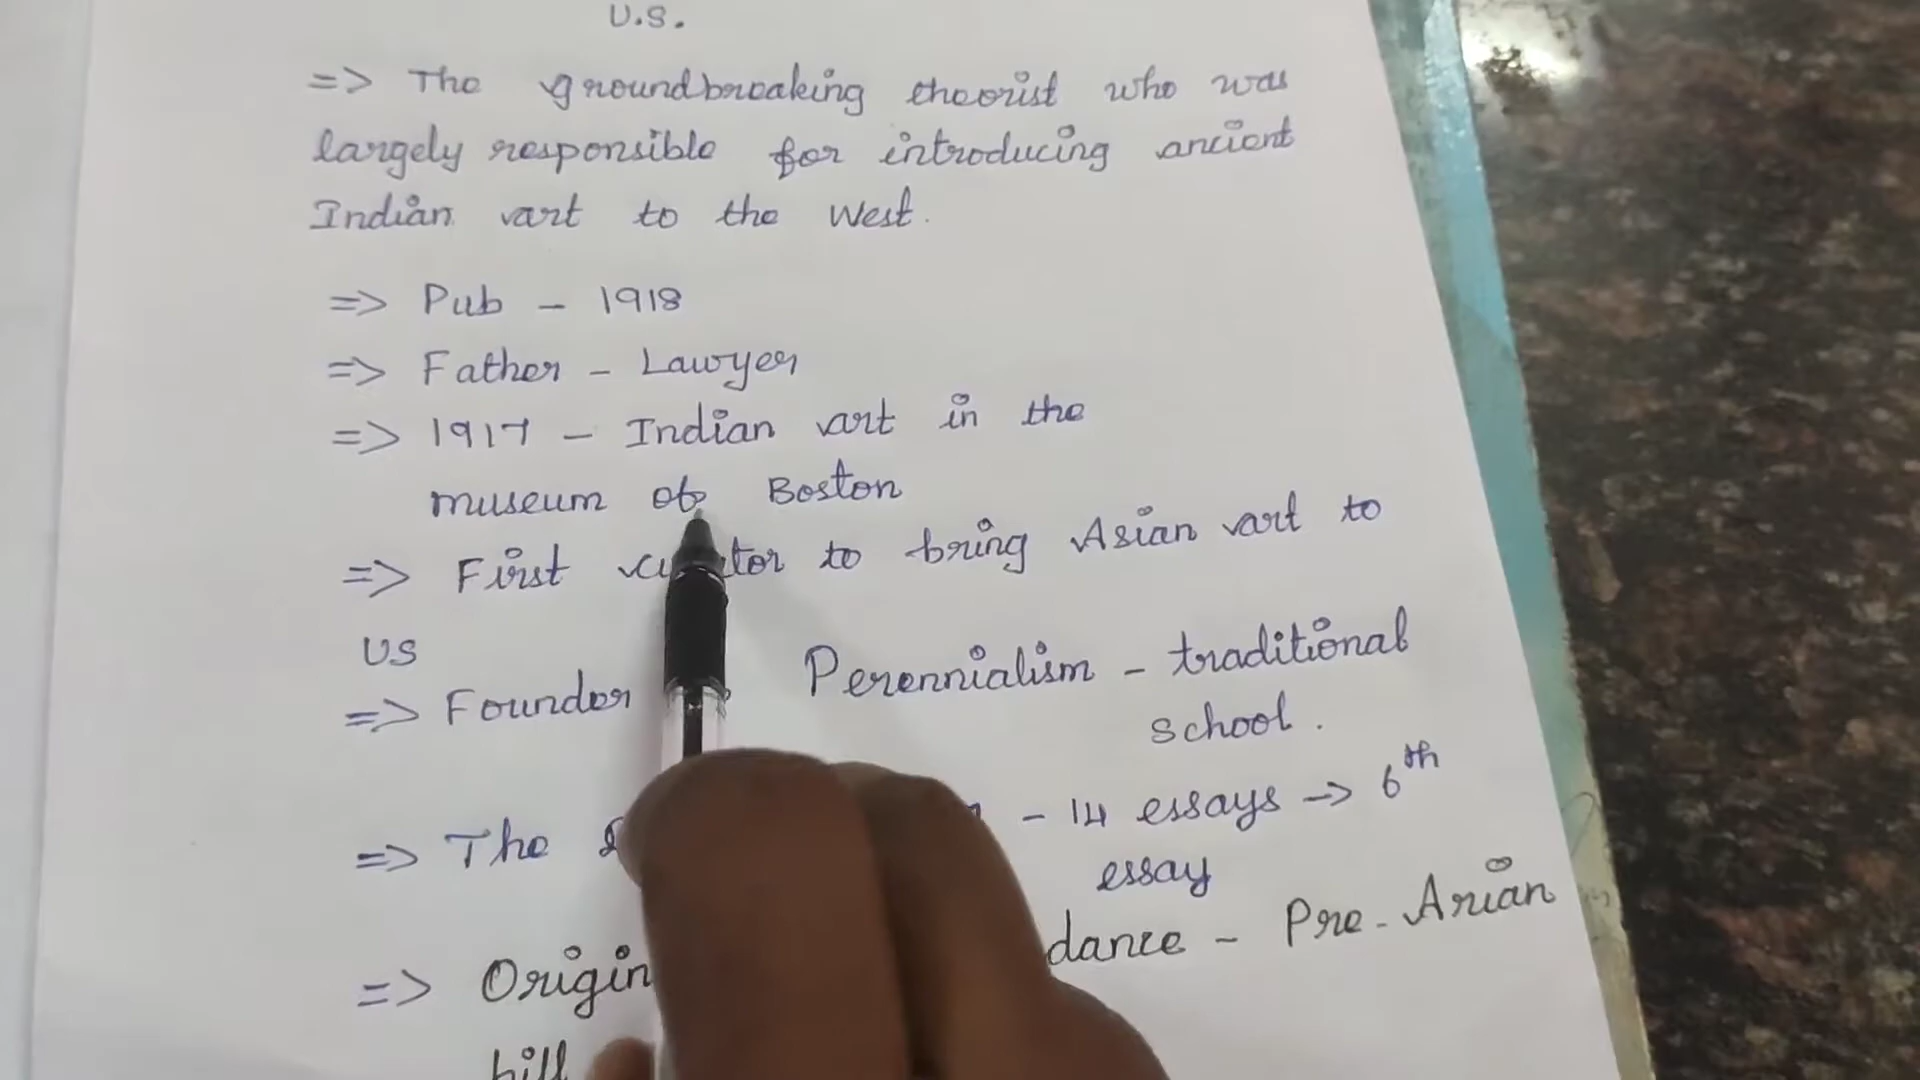 U.S.
=> The groundbreaking theorist who was
largely responsible for introducing ancient
Indian art to the West.
=> Pub - 1918
=> Father - Lawyer
=> 1917 - Indian art in the
museum of Boston
=> First to bring Asian art to
US
=> Founder Perennialism - traditional
school.
=> The - 14 essays -> 6th
essay
=> Origin dance - Pre-Arian
hill